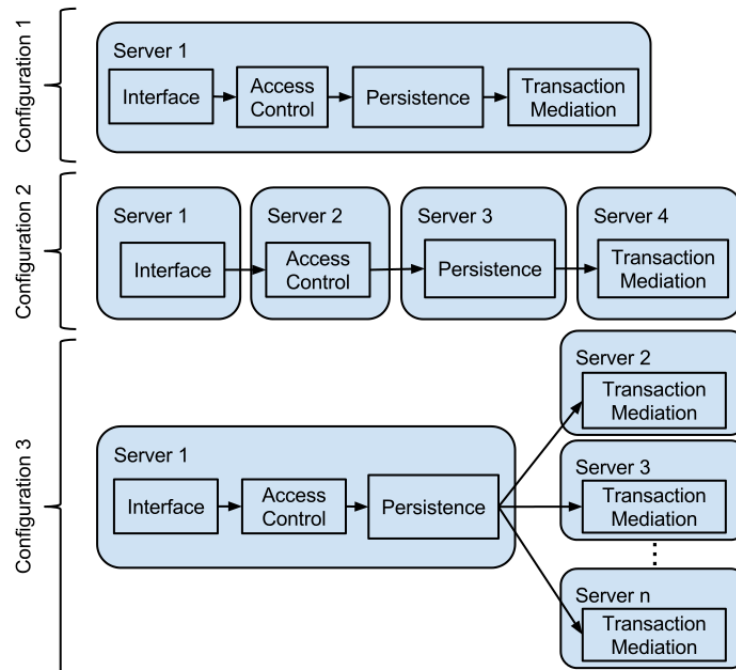 Configuration 1
Server 1
Interface
Access
Control
Persistence
Transaction
Mediation
Configuration 2
Server 1
Interface
Server 2
Access
Control
Server 3
Persistence
Server 4
Transaction
Mediation
Configuration 3
Server 1
Interface
Access
Control
Persistence
Server 2
Transaction
Mediation
Server 3
Transaction
Mediation
Server n
Transaction
Mediation